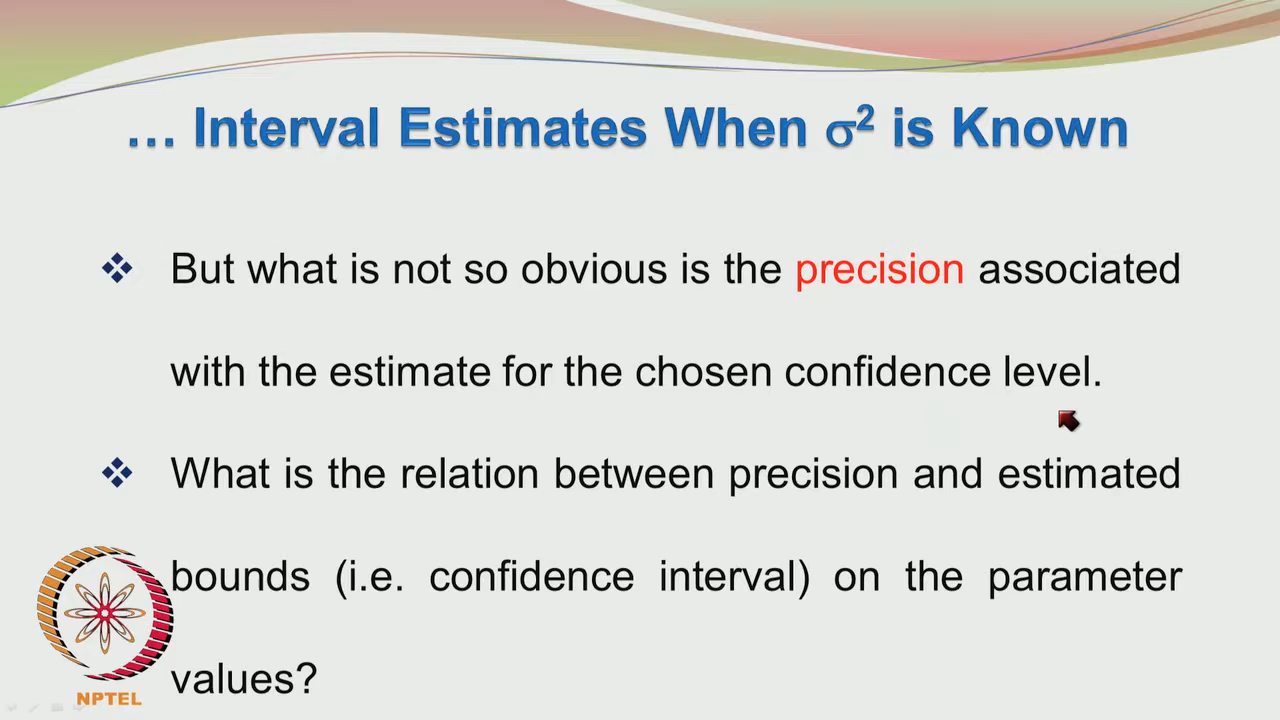 ... Interval Estimates When σ² is Known
❖ But what is not so obvious is the precision associated
with the estimate for the chosen confidence level.
❖ What is the relation between precision and estimated
bounds (i.e. confidence interval) on the parameter
values?
NPTEL